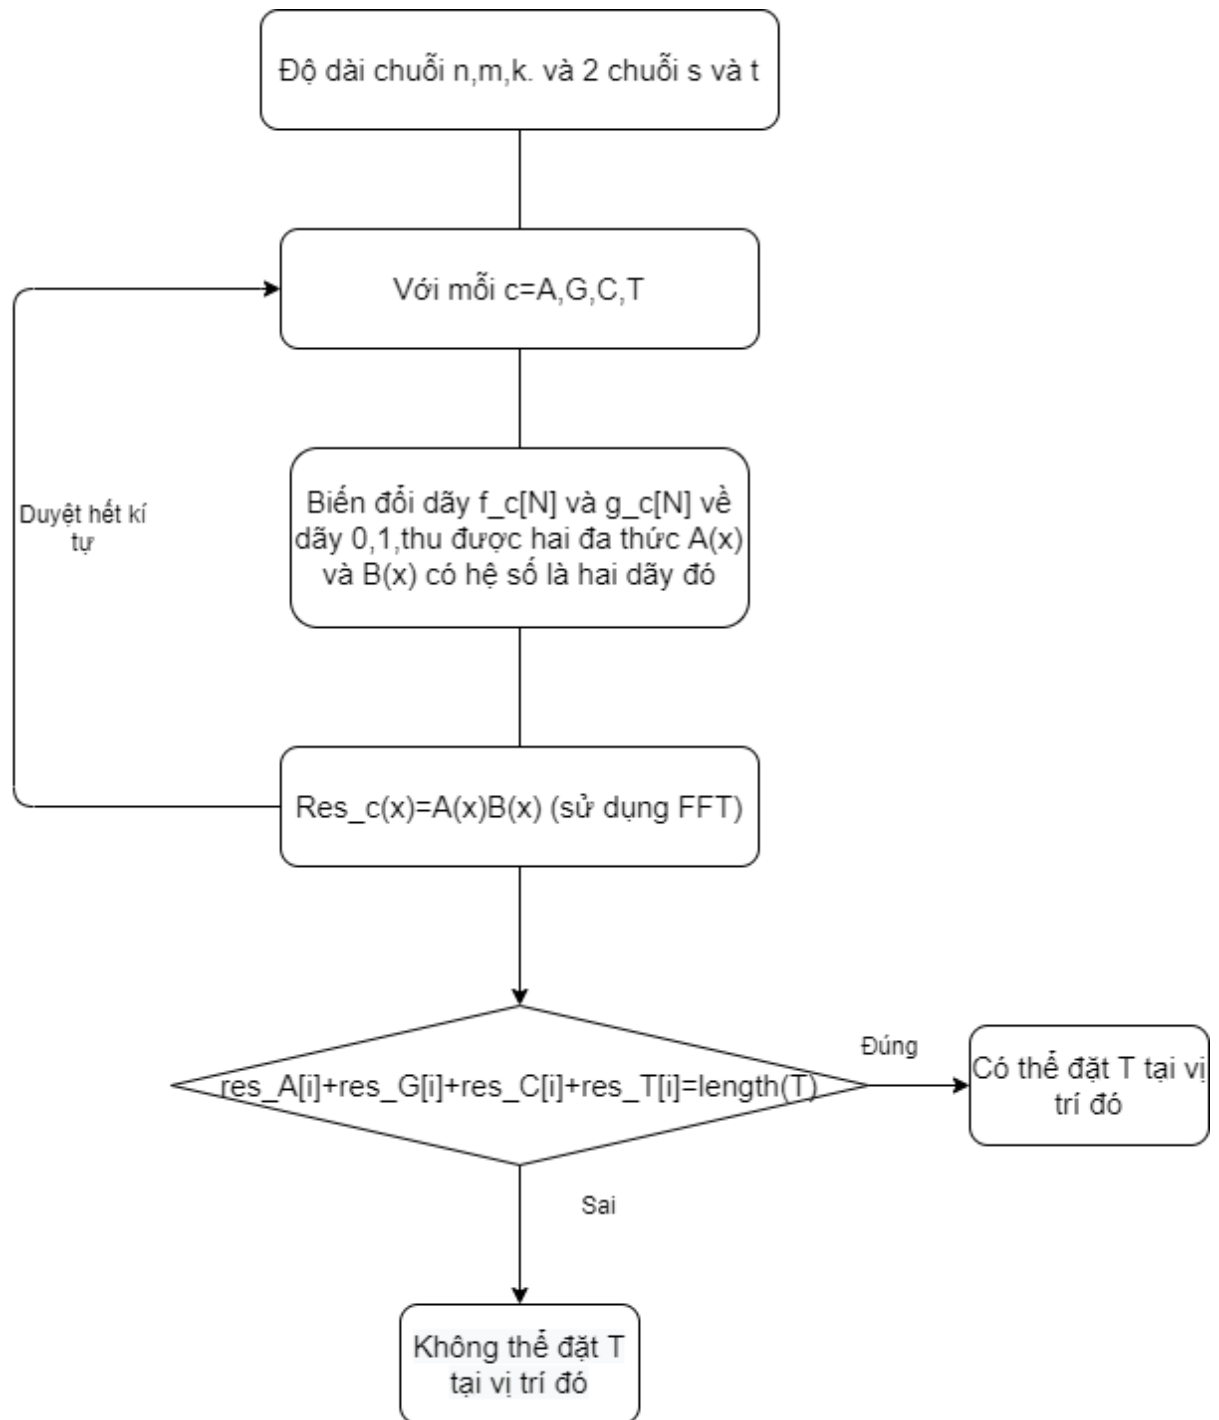 Độ dài chuỗi n,m,k. và 2 chuỗi s và t
Với mỗi c=A,G,C,T
Duyệt hết kí
tự
Biến đổi dãy f_c[N] và g_c[N] về
dãy 0,1,thu được hai đa thức A(x)
và B(x) có hệ số là hai dãy đó
Res_c(x)=A(x)B(x) (sử dụng FFT)
res_A[i]+res_G[i]+res_C[i]+res_T[i]=length(T)
Đúng
Có thể đặt T tại vị
trí đó
Sai
Không thể đặt T
tại vị trí đó